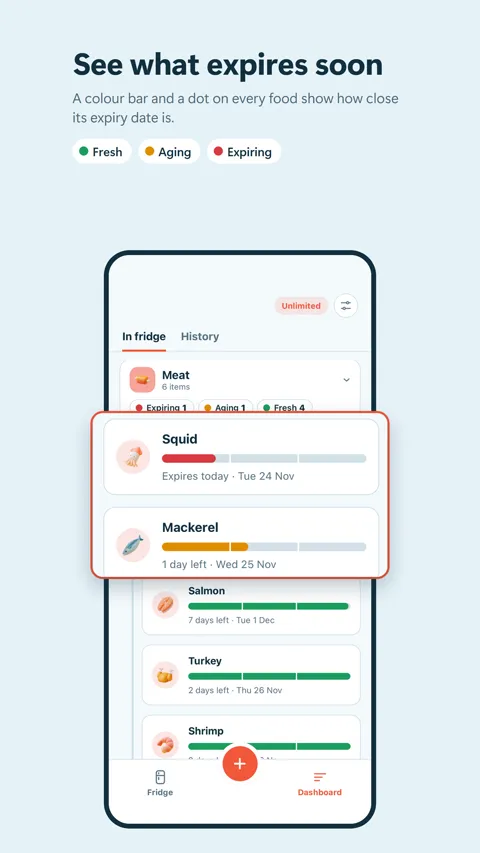 See what expires soon
A colour bar and a dot on every food show how close
its expiry date is.
Fresh
Aging
Expiring
Unlimited
In fridge
History
Meat
6 items
Expiring 1
Aging 1
Fresh 4
Squid
Expires today · Tue 24 Nov
Mackerel
1 day left · Wed 25 Nov
Salmon
7 days left · Tue 1 Dec
Turkey
2 days left · Thu 26 Nov
Shrimp
Fridge
Dashboard